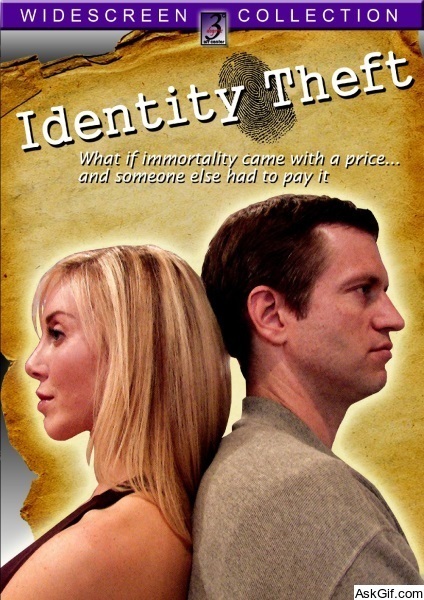 WIDESCREEN COLLECTION
Identity Theft
What if immortality came with a price...
and someone else had to pay it
AskGif.com